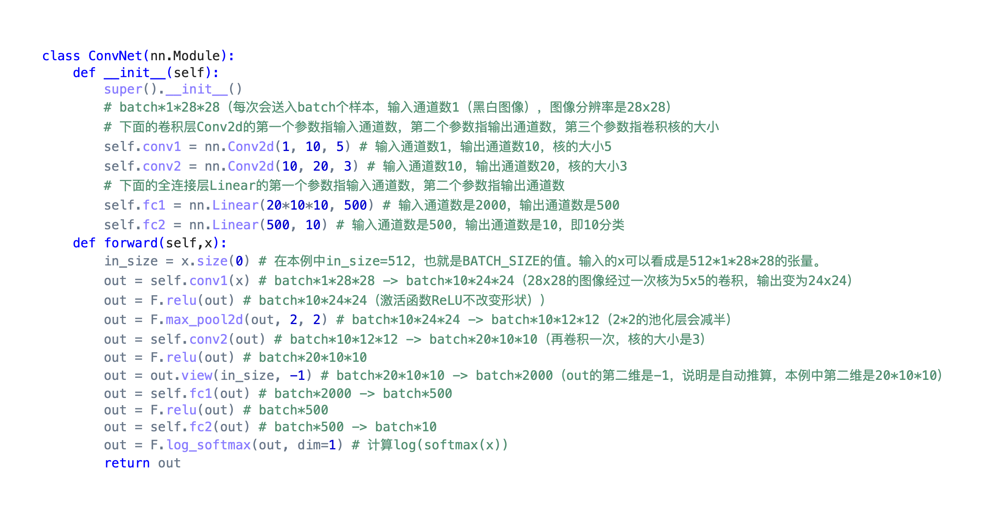 class ConvNet(nn.Module):
    def __init__(self):
        super().__init__()
        # batch*1*28*28（每次会送入batch个样本，输入通道数1（黑白图像），图像分辨率是28x28）
        # 下面的卷积层Conv2d的第一个参数指输入通道数，第二个参数指输出通道数，第三个参数指卷积核的大小
        self.conv1 = nn.Conv2d(1, 10, 5) # 输入通道数1，输出通道数10，核的大小5
        self.conv2 = nn.Conv2d(10, 20, 3) # 输入通道数10，输出通道数20，核的大小3
        # 下面的全连接层Linear的第一个参数指输入通道数，第二个参数指输出通道数
        self.fc1 = nn.Linear(20*10*10, 500) # 输入通道数是2000，输出通道数是500
        self.fc2 = nn.Linear(500, 10) # 输入通道数是500，输出通道数是10，即10分类
    def forward(self,x):
        in_size = x.size(0) # 在本例中in_size=512，也就是BATCH_SIZE的值。输入的x可以看成是512*1*28*28的张量。
        out = self.conv1(x) # batch*1*28*28 -> batch*10*24*24（28x28的图像经过一次核为5x5的卷积，输出变为24x24）
        out = F.relu(out) # batch*10*24*24（激活函数ReLU不改变形状））
        out = F.max_pool2d(out, 2, 2) # batch*10*24*24 -> batch*10*12*12（2*2的池化层会减半）
        out = self.conv2(out) # batch*10*12*12 -> batch*20*10*10（再卷积一次，核的大小是3）
        out = F.relu(out) # batch*20*10*10
        out = out.view(in_size, -1) # batch*20*10*10 -> batch*2000（out的第二维是-1，说明是自动推算，本例中第二维是20*10*10）
        out = self.fc1(out) # batch*2000 -> batch*500
        out = F.relu(out) # batch*500
        out = self.fc2(out) # batch*500 -> batch*10
        out = F.log_softmax(out, dim=1) # 计算log(softmax(x))
        return out